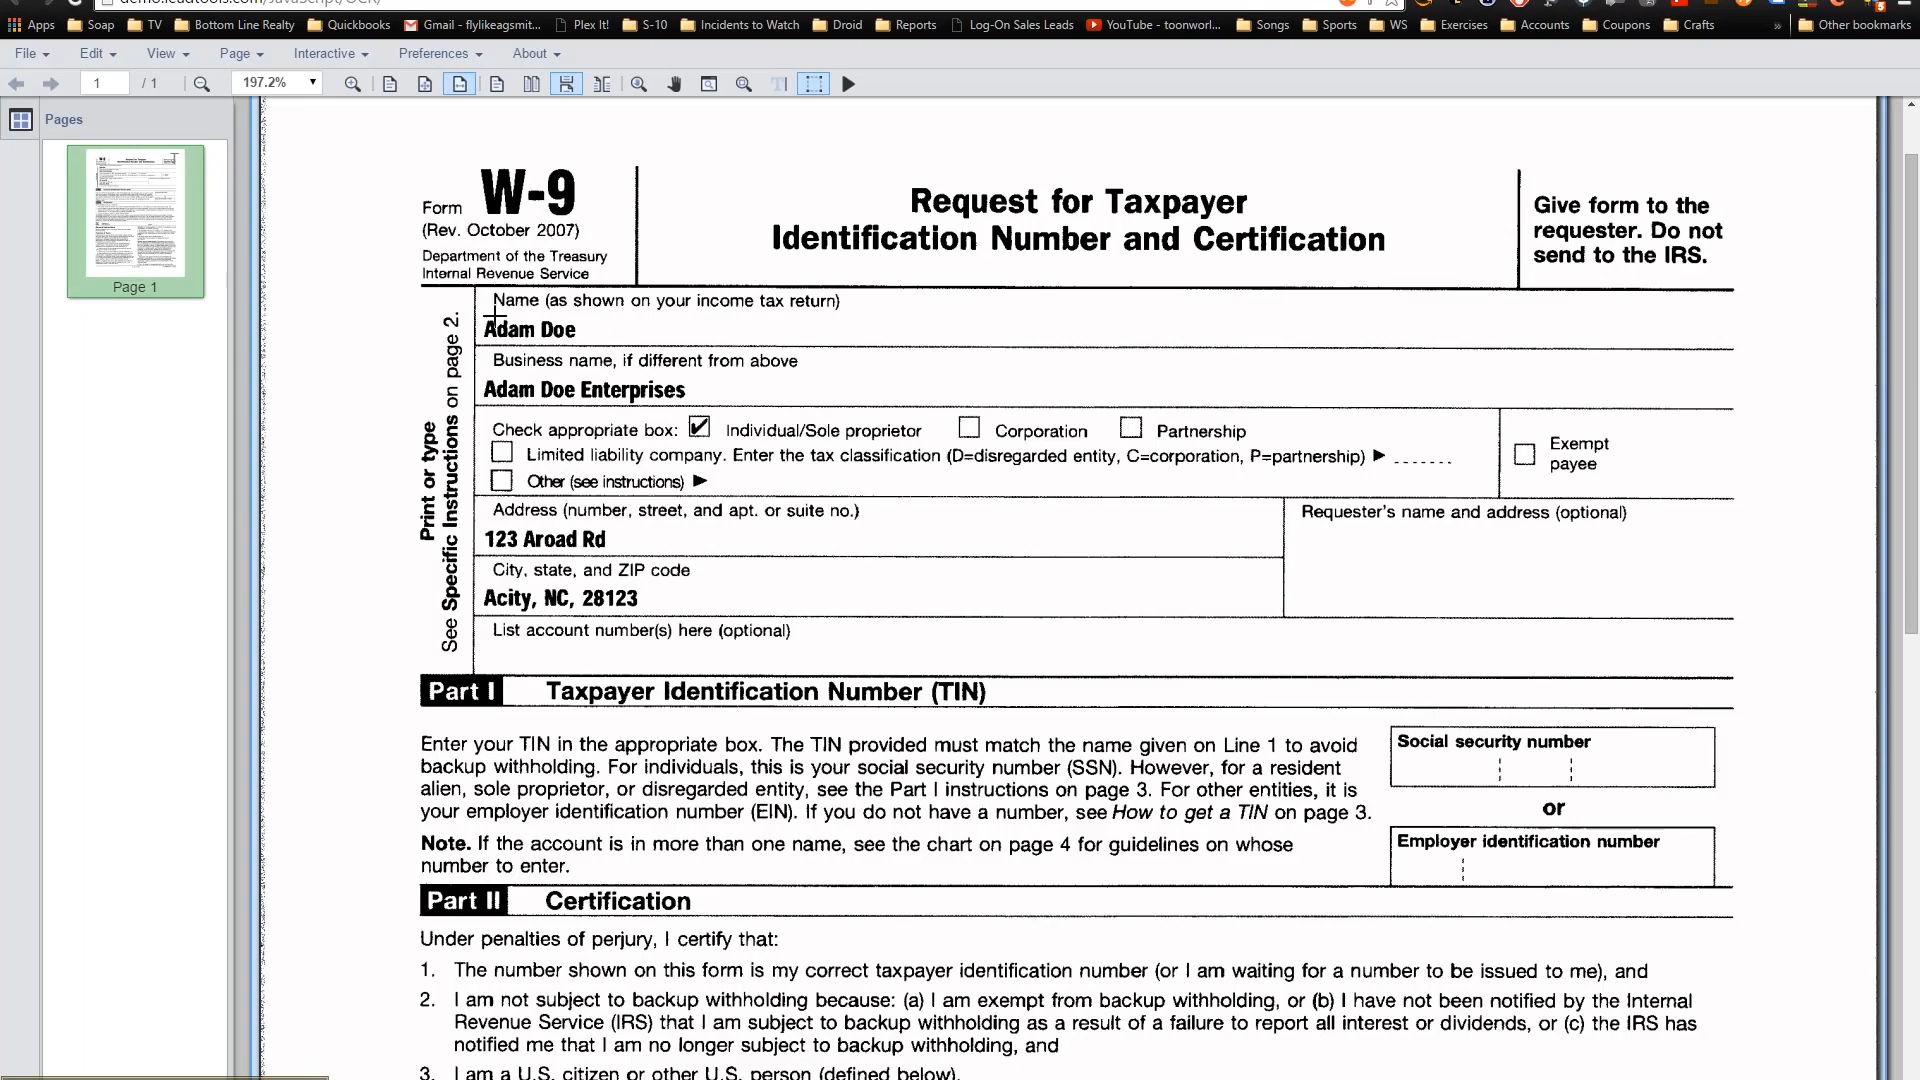 demo.leadtools.com/JavaScript/OCR/
Apps Soap TV Bottom Line Realty Quickbooks Gmail - flylikeagsmit... Plex It! S-10 Incidents to Watch Droid Reports Log-On Sales Leads YouTube - toonworl... Songs Sports WS Exercises Accounts Coupons Crafts » Other bookmarks
File Edit View Page Interactive Preferences About
1 / 1 197.2%
Pages
Page 1
Form W-9
(Rev. October 2007)
Department of the Treasury
Internal Revenue Service
Request for Taxpayer
Identification Number and Certification
Give form to the
requester. Do not
send to the IRS.
Print or type
See Specific Instructions on page 2.
Name (as shown on your income tax return)
Adam Doe
Business name, if different from above
Adam Doe Enterprises
Check appropriate box: Individual/Sole proprietor Corporation Partnership
Limited liability company. Enter the tax classification (D=disregarded entity, C=corporation, P=partnership) ▶ .......
Other (see instructions) ▶
Exempt
payee
Address (number, street, and apt. or suite no.)
123 Aroad Rd
City, state, and ZIP code
Acity, NC, 28123
Requester's name and address (optional)
List account number(s) here (optional)
Part I Taxpayer Identification Number (TIN)
Enter your TIN in the appropriate box. The TIN provided must match the name given on Line 1 to avoid
backup withholding. For individuals, this is your social security number (SSN). However, for a resident
alien, sole proprietor, or disregarded entity, see the Part I instructions on page 3. For other entities, it is
your employer identification number (EIN). If you do not have a number, see How to get a TIN on page 3.
Note. If the account is in more than one name, see the chart on page 4 for guidelines on whose
number to enter.
Social security number
or
Employer identification number
Part II Certification
Under penalties of perjury, I certify that:
1. The number shown on this form is my correct taxpayer identification number (or I am waiting for a number to be issued to me), and
2. I am not subject to backup withholding because: (a) I am exempt from backup withholding, or (b) I have not been notified by the Internal
Revenue Service (IRS) that I am subject to backup withholding as a result of a failure to report all interest or dividends, or (c) the IRS has
notified me that I am no longer subject to backup withholding, and
3. I am a U.S. citizen or other U.S. person (defined below).